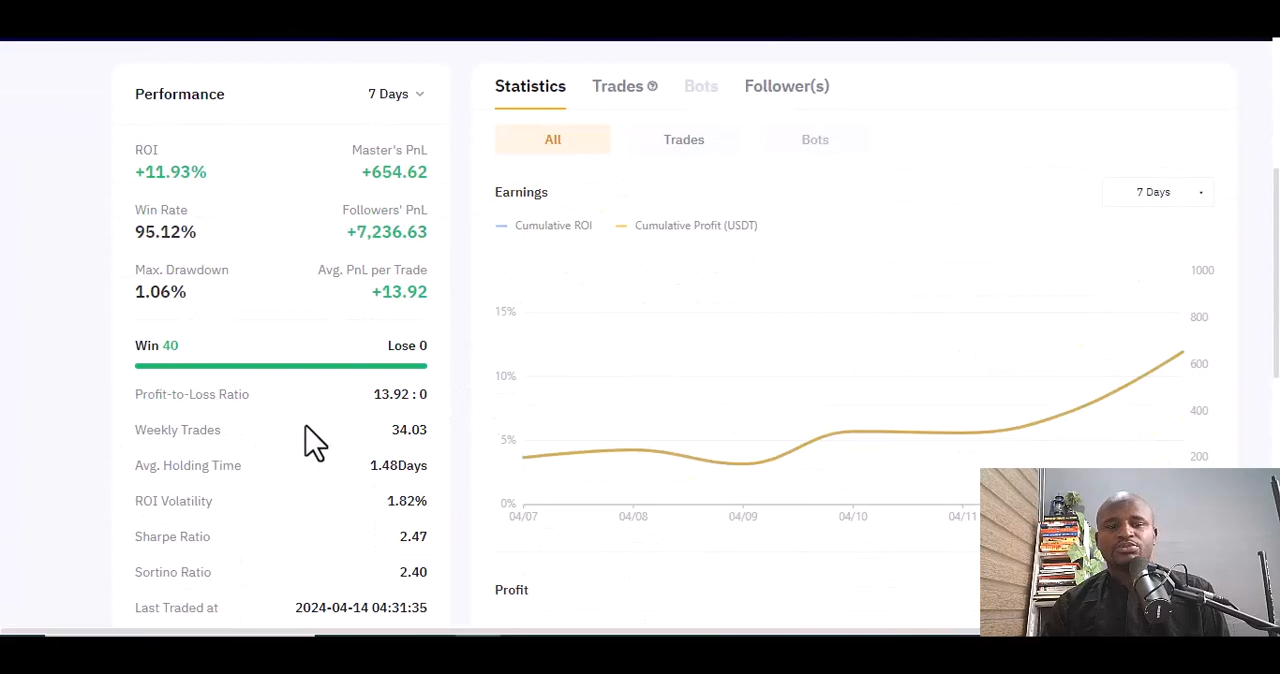 Performance
7 Days
ROI
Master's PnL
+11.93%
+654.62
Win Rate
Followers' PnL
95.12%
+7,236.63
Max. Drawdown
Avg. PnL per Trade
1.06%
+13.92
Win 40
Lose 0
Profit-to-Loss Ratio
13.92 : 0
Weekly Trades
34.03
Avg. Holding Time
1.48Days
ROI Volatility
1.82%
Sharpe Ratio
2.47
Sortino Ratio
2.40
Last Traded at
2024-04-14 04:31:35
Statistics
Trades
Bots
Follower(s)
All
Trades
Bots
Earnings
7 Days
Cumulative ROI
Cumulative Profit (USDT)
1000
15%
800
600
10%
400
5%
200
0%
04/07
04/08
04/09
04/10
04/11
Profit